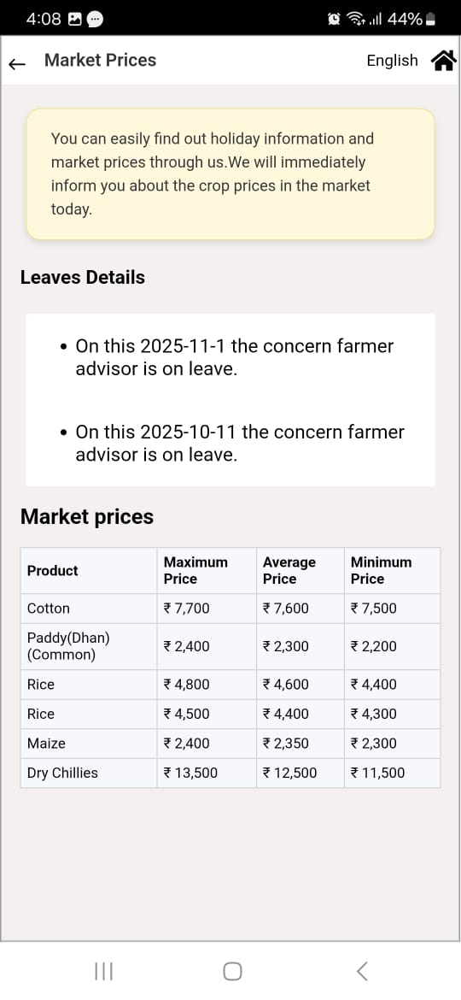 4:08 44%
Market Prices English
You can easily find out holiday information and
market prices through us.We will immediately
inform you about the crop prices in the market
today.
Leaves Details
• On this 2025-11-1 the concern farmer
advisor is on leave.
• On this 2025-10-11 the concern farmer
advisor is on leave.
Market prices
Product Maximum Price Average Price Minimum Price
Cotton ₹ 7,700 ₹ 7,600 ₹ 7,500
Paddy(Dhan)(Common) ₹ 2,400 ₹ 2,300 ₹ 2,200
Rice ₹ 4,800 ₹ 4,600 ₹ 4,400
Rice ₹ 4,500 ₹ 4,400 ₹ 4,300
Maize ₹ 2,400 ₹ 2,350 ₹ 2,300
Dry Chillies ₹ 13,500 ₹ 12,500 ₹ 11,500